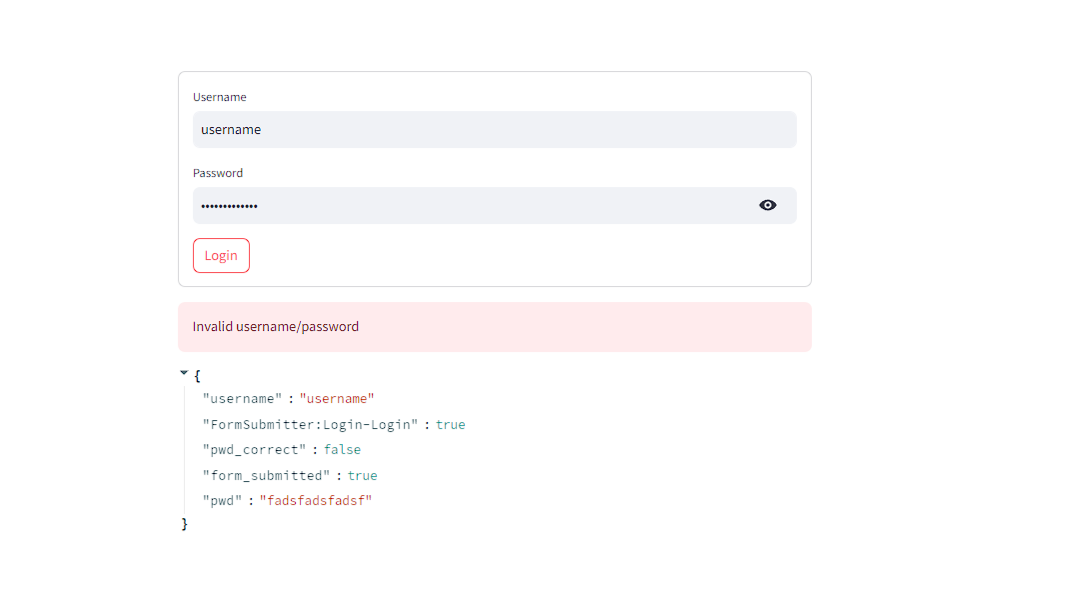 Username
username
Password
•••••••••••••
Login
Invalid username/password
{
"username" : "username"
"FormSubmitter:Login-Login" : true
"pwd_correct" : false
"form_submitted" : true
"pwd" : "fadsfadsfadsf"
}